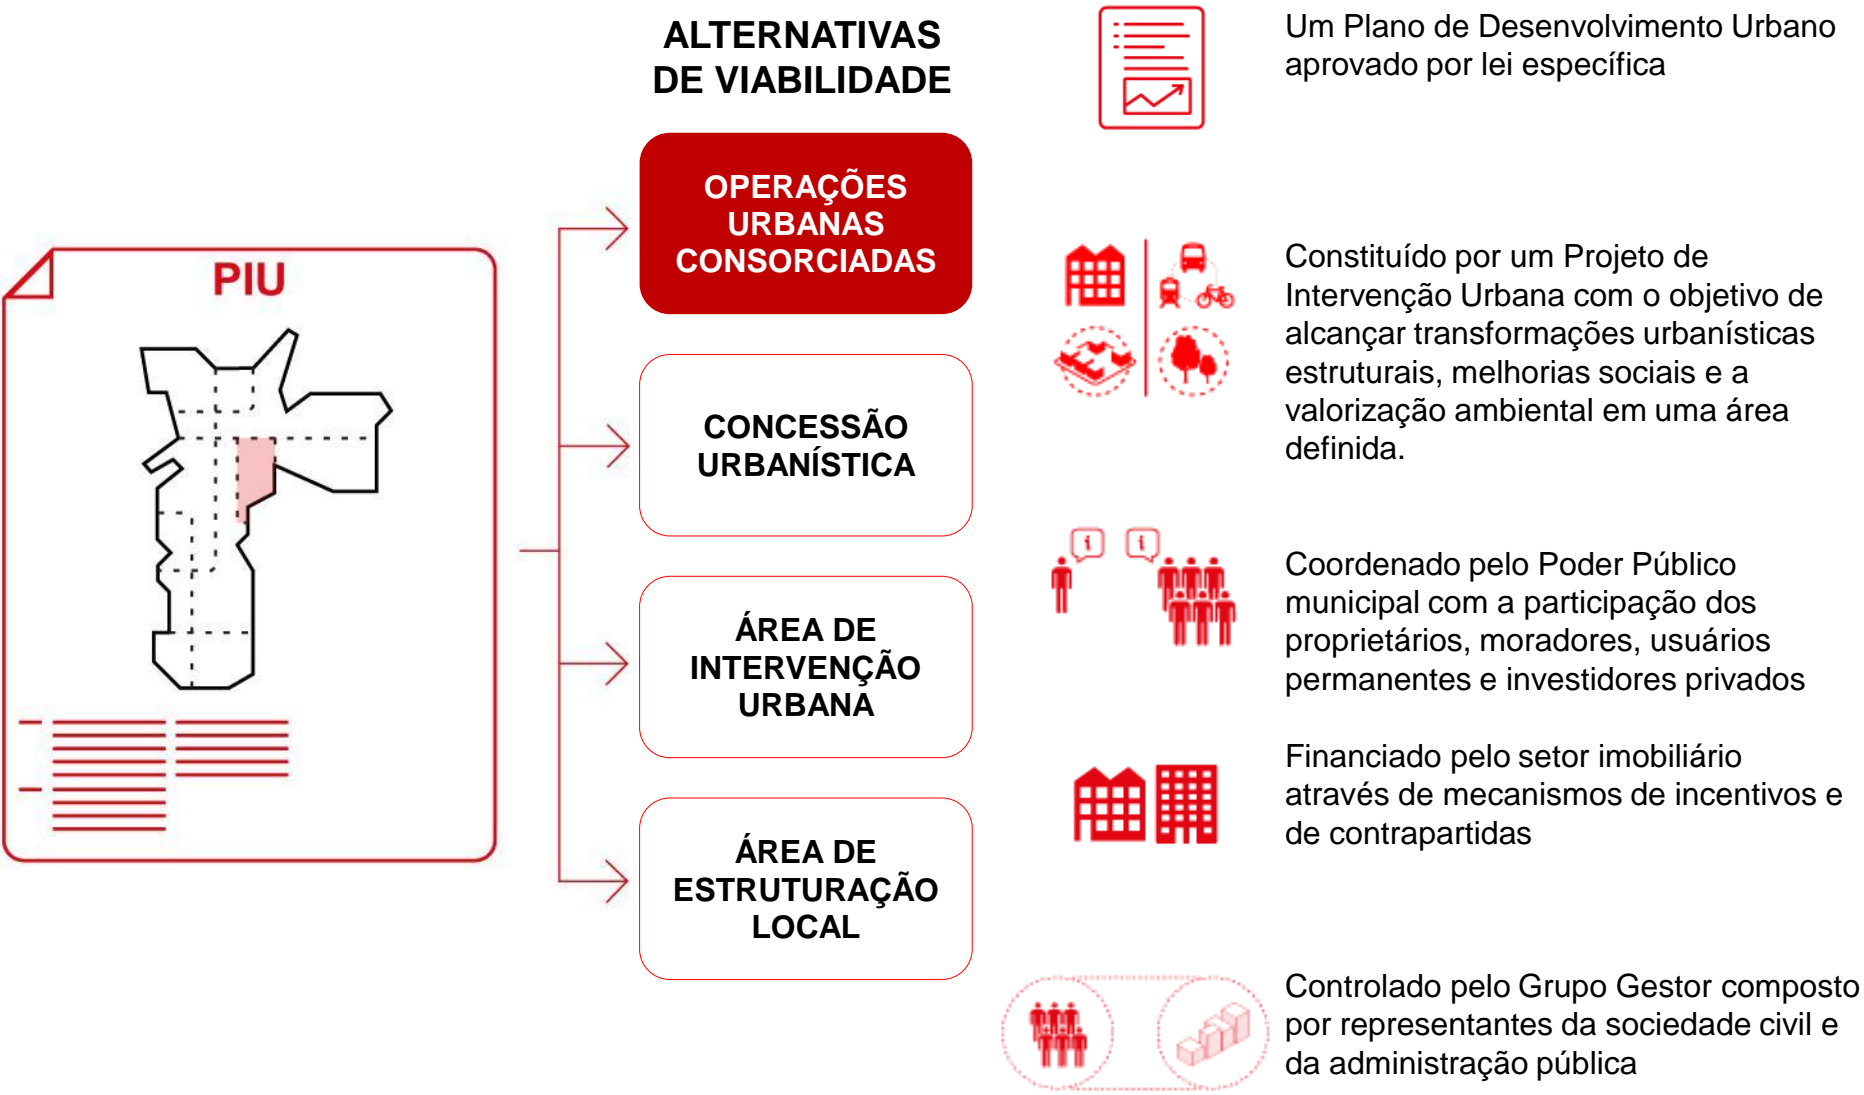 ALTERNATIVAS
DE VIABILIDADE
PIU
OPERAÇÕES
URBANAS
CONSORCIADAS
CONCESSÃO
URBANÍSTICA
ÁREA DE
INTERVENÇÃO
URBANA
ÁREA DE
ESTRUTURAÇÃO
LOCAL
Um Plano de Desenvolvimento Urbano
aprovado por lei específica
Constituído por um Projeto de
Intervenção Urbana com o objetivo de
alcançar transformações urbanísticas
estruturais, melhorias sociais e a
valorização ambiental em uma área
definida.
i i
Coordenado pelo Poder Público
municipal com a participação dos
proprietários, moradores, usuários
permanentes e investidores privados
Financiado pelo setor imobiliário
através de mecanismos de incentivos e
de contrapartidas
Controlado pelo Grupo Gestor composto
por representantes da sociedade civil e
da administração pública